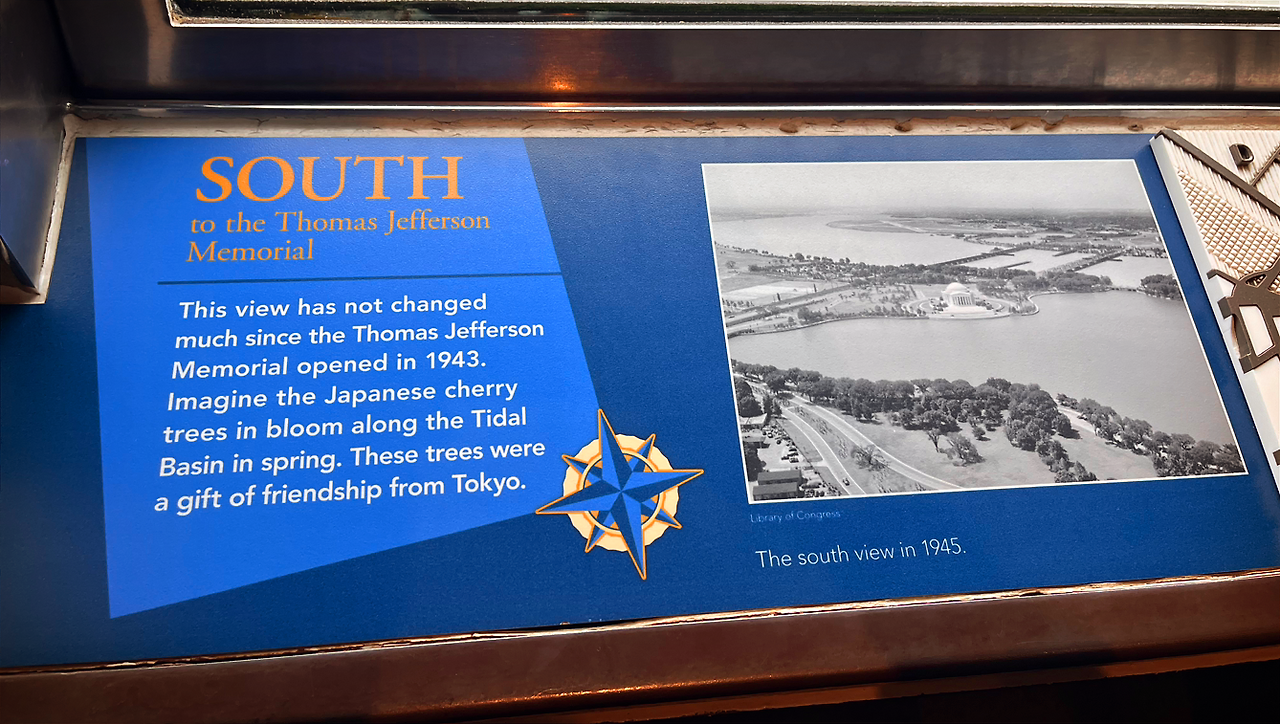 SOUTH
to the Thomas Jefferson
Memorial
This view has not changed
much since the Thomas Jefferson
Memorial opened in 1943.
Imagine the Japanese cherry
trees in bloom along the Tidal
Basin in spring. These trees were
a gift of friendship from Tokyo.
Library of Congress
The south view in 1945.